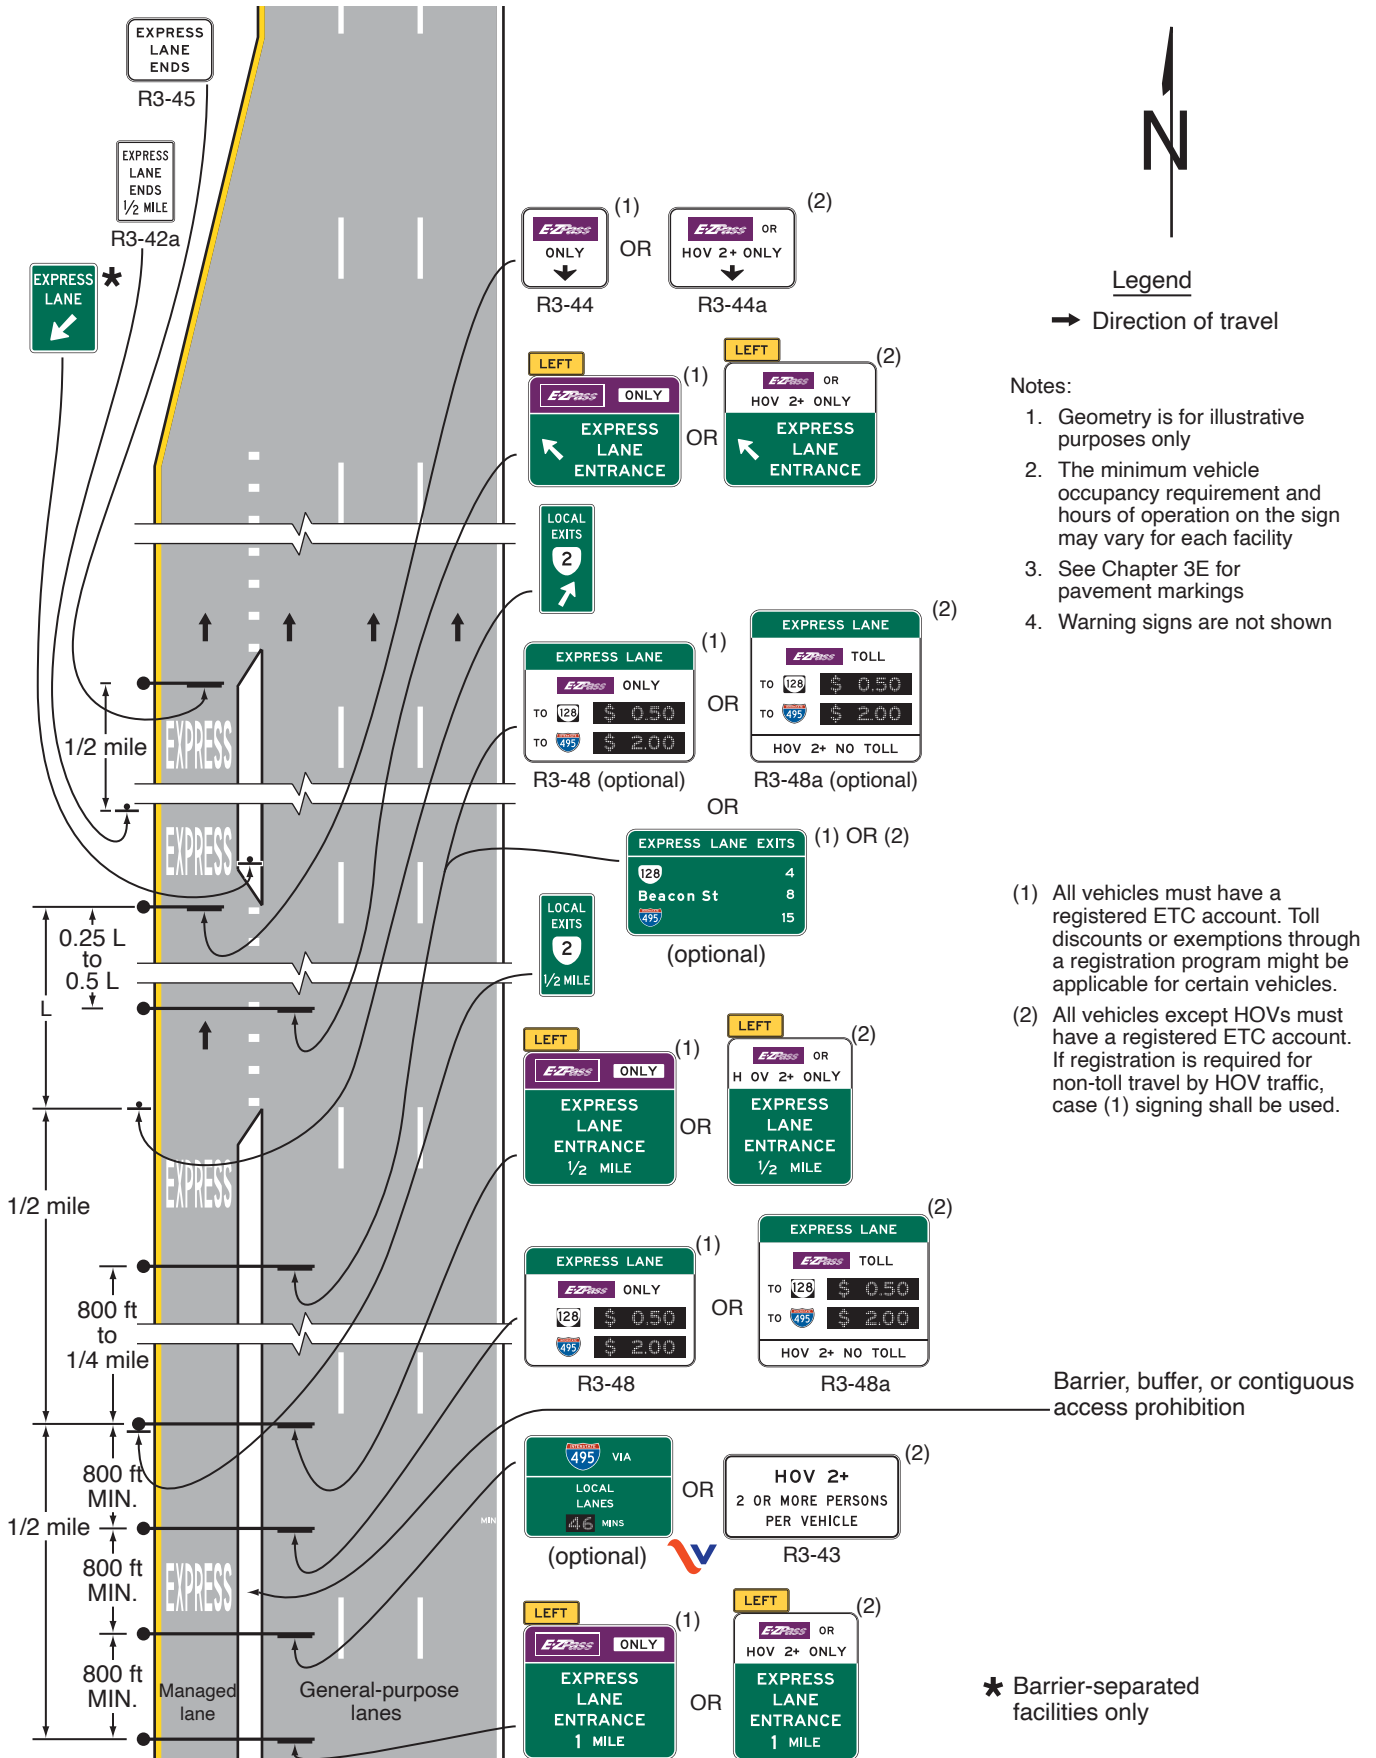 EXPRESS
LANE
ENDS
R3-45
EXPRESS
LANE
ENDS
1/2 MILE
R3-42a
EXPRESS
LANE
*
N
Legend
Direction of travel
Notes:
1. Geometry is for illustrative
purposes only
2. The minimum vehicle
occupancy requirement and
hours of operation on the sign
may vary for each facility
3. See Chapter 3E for
pavement markings
4. Warning signs are not shown
E-ZPass
ONLY
(1)
R3-44
OR
E-ZPass OR
HOV 2+ ONLY
(2)
R3-44a
LEFT
E-ZPass ONLY
EXPRESS
LANE
ENTRANCE
(1)
OR
LEFT
E-ZPass OR
HOV 2+ ONLY
EXPRESS
LANE
ENTRANCE
(2)
LOCAL
EXITS
2
EXPRESS LANE
E-ZPass ONLY
TO 128 $ 0.50
TO 495 $ 2.00
(1)
R3-48 (optional)
OR
EXPRESS LANE
E-ZPass TOLL
TO 128 $ 0.50
TO 495 $ 2.00
HOV 2+ NO TOLL
(2)
R3-48a (optional)
OR
EXPRESS LANE EXITS
128 4
Beacon St 8
495 15
(1) OR (2)
(optional)
LOCAL
EXITS
2
1/2 MILE
LEFT
E-ZPass ONLY
EXPRESS
LANE
ENTRANCE
1/2 MILE
(1)
OR
LEFT
E-ZPass OR
H OV 2+ ONLY
EXPRESS
LANE
ENTRANCE
1/2 MILE
(2)
EXPRESS LANE
E-ZPass ONLY
128 $ 0.50
495 $ 2.00
(1)
R3-48
OR
EXPRESS LANE
E-ZPass TOLL
TO 128 $ 0.50
TO 495 $ 2.00
HOV 2+ NO TOLL
(2)
R3-48a
INTERSTATE
495 VIA
LOCAL
LANES
46 MINS
(optional)
OR
HOV 2+
2 OR MORE PERSONS
PER VEHICLE
(2)
R3-43
LEFT
E-ZPass ONLY
EXPRESS
LANE
ENTRANCE
1 MILE
(1)
OR
LEFT
E-ZPass OR
HOV 2+ ONLY
EXPRESS
LANE
ENTRANCE
1 MILE
(2)
(1) All vehicles must have a
registered ETC account. Toll
discounts or exemptions through
a registration program might be
applicable for certain vehicles.
(2) All vehicles except HOVs must
have a registered ETC account.
If registration is required for
non-toll travel by HOV traffic,
case (1) signing shall be used.
Barrier, buffer, or contiguous
access prohibition
* Barrier-separated
facilities only
1/2 mile
EXPRESS
EXPRESS
0.25 L
to
0.5 L
L
EXPRESS
1/2 mile
800 ft
to
1/4 mile
800 ft
MIN.
1/2 mile
MIN
800 ft
MIN.
EXPRESS
800 ft
MIN.
Managed
lane
General-purpose
lanes